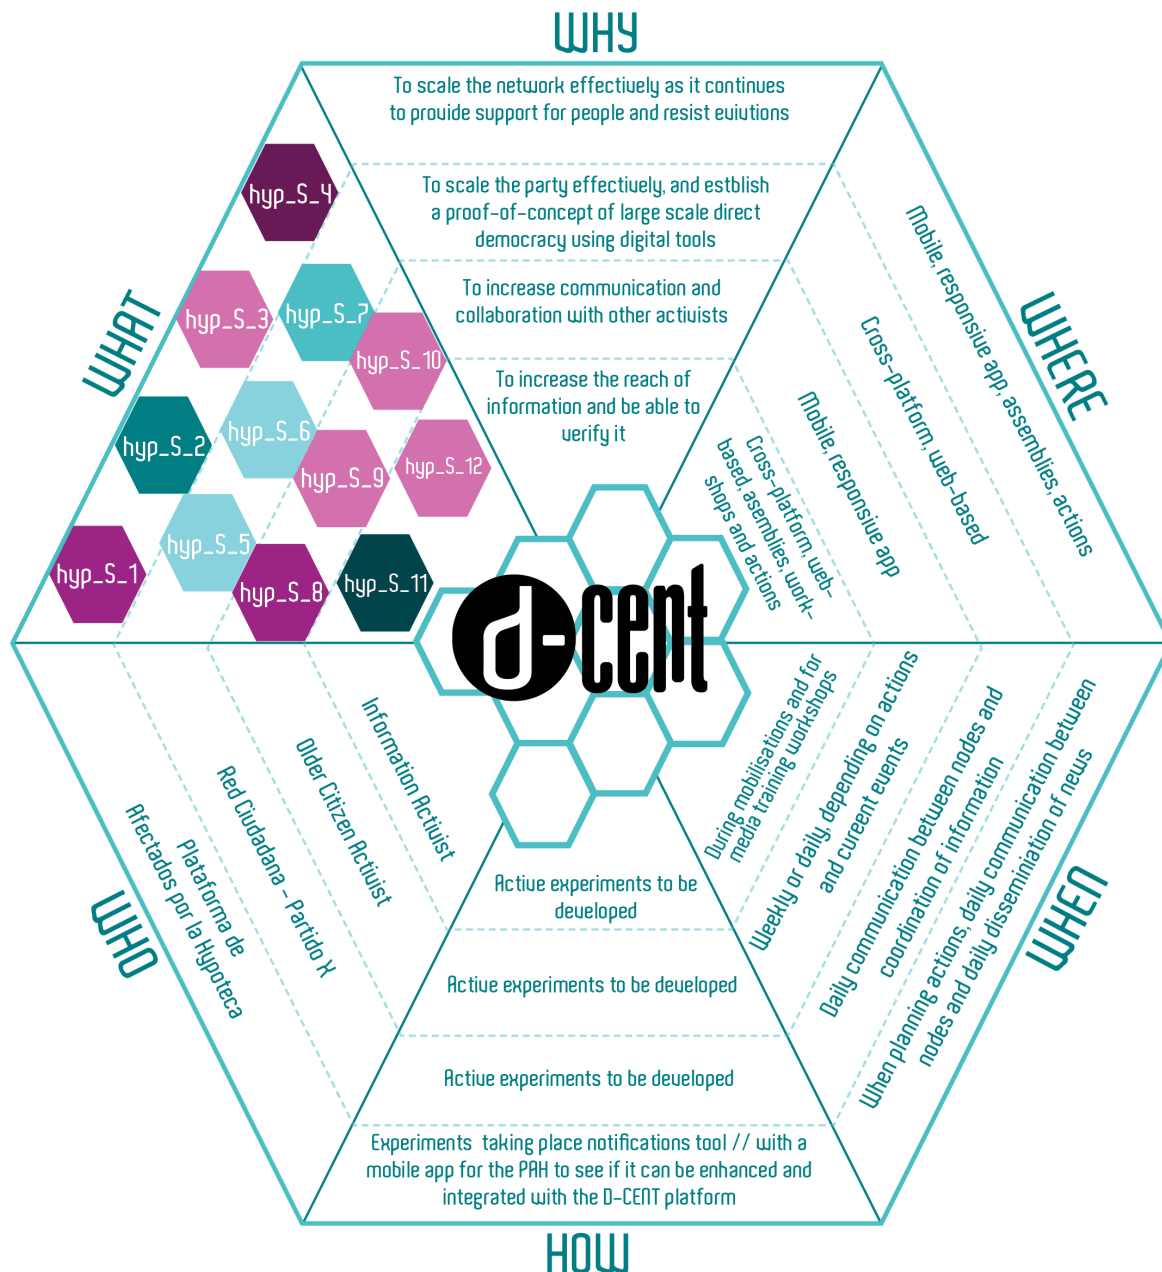 WHY
To scale the network effectively as it continues
to provide support for people and resist eviutions
To scale the party effectively, and estblish
a proof-of-concept of large scale direct
democracy using digital tools
To increase communication and
collaboration with other activists
To increase the reach of
information and be able to
verify it
WHAT
hyp_S_4
hyp_S_3
hyp_S_7
hyp_S_10
hyp_S_2
hyp_S_6
hyp_S_9
hyp_S_12
hyp_S_1
hyp_S_5
hyp_S_8
hyp_S_11
WHERE
Mobile, responsive app, assemblies, actions
Cross-platform, web-based
Mobile, responsive app
Cross-platform, web-
based, asemblies, work-
shops and actions
d-cent
WHO
Information Activist
Older Citizen Activist
Red Ciudadana - Partido X
Plataforma de
Afectados por la Hypoteca
WHEN
During mobilisations and for
media training workshops
Weekly or daily, depending on actions
and cureent events
Daily communication between nodes and
coordination of information
When planning actions, daily communication between
nodes and daily disseminiation of news
Active experiments to be
developed
Active experiments to be developed
Active experiments to be developed
Experiments taking place notifications tool // with a
mobile app for the PAH to see if it can be enhanced and
integrated with the D-CENT platform
HOW